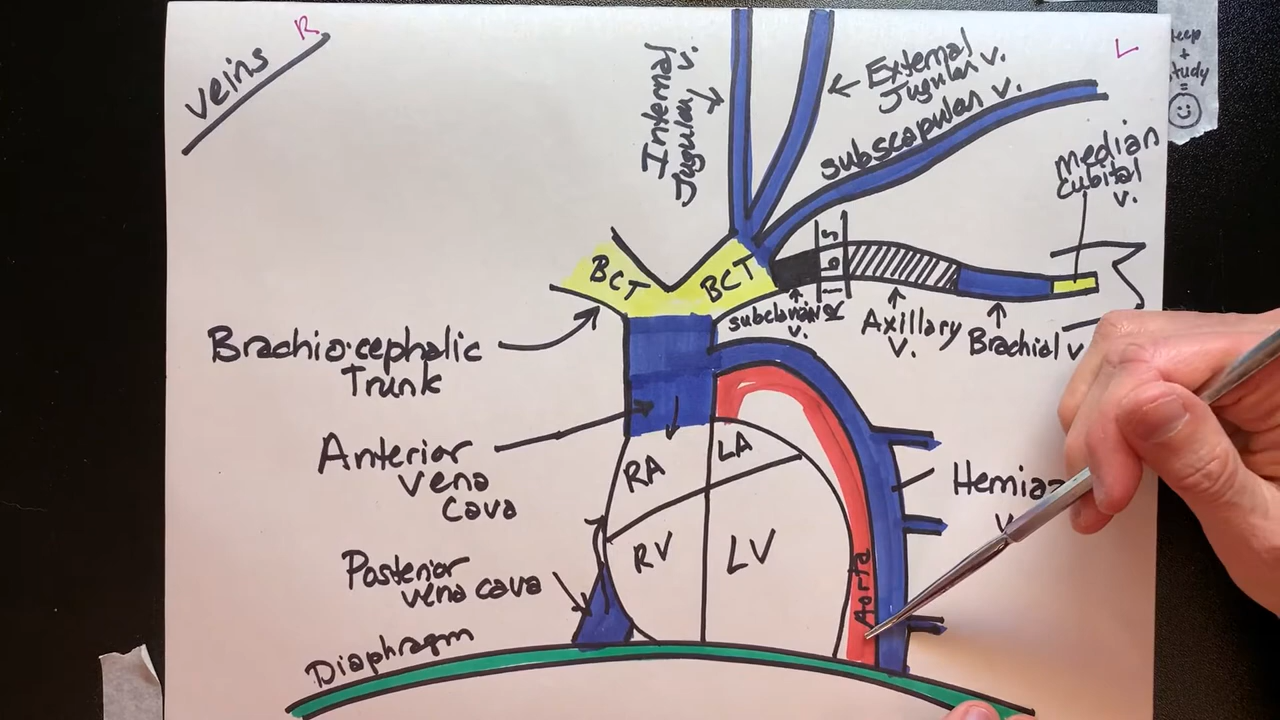 veins
R
L
Internal
Jugular v.
External
Jugular v.
subscapular v.
median
cubital
v.
BCT
BCT
subclavian
v.
Axillary
v.
Brachial v
Brachiocephalic
Trunk
Anterior
vena
Cava
RA
LA
RV
LV
Hemiaz
v.
Posterior
vena cava
Aorta
Diaphragm
+
study
=